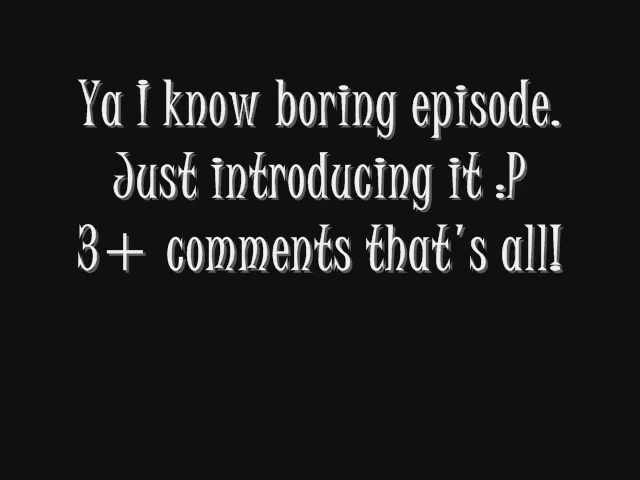 Ya I know boring episode.
Just introducing it :P
3+ comments that's all!